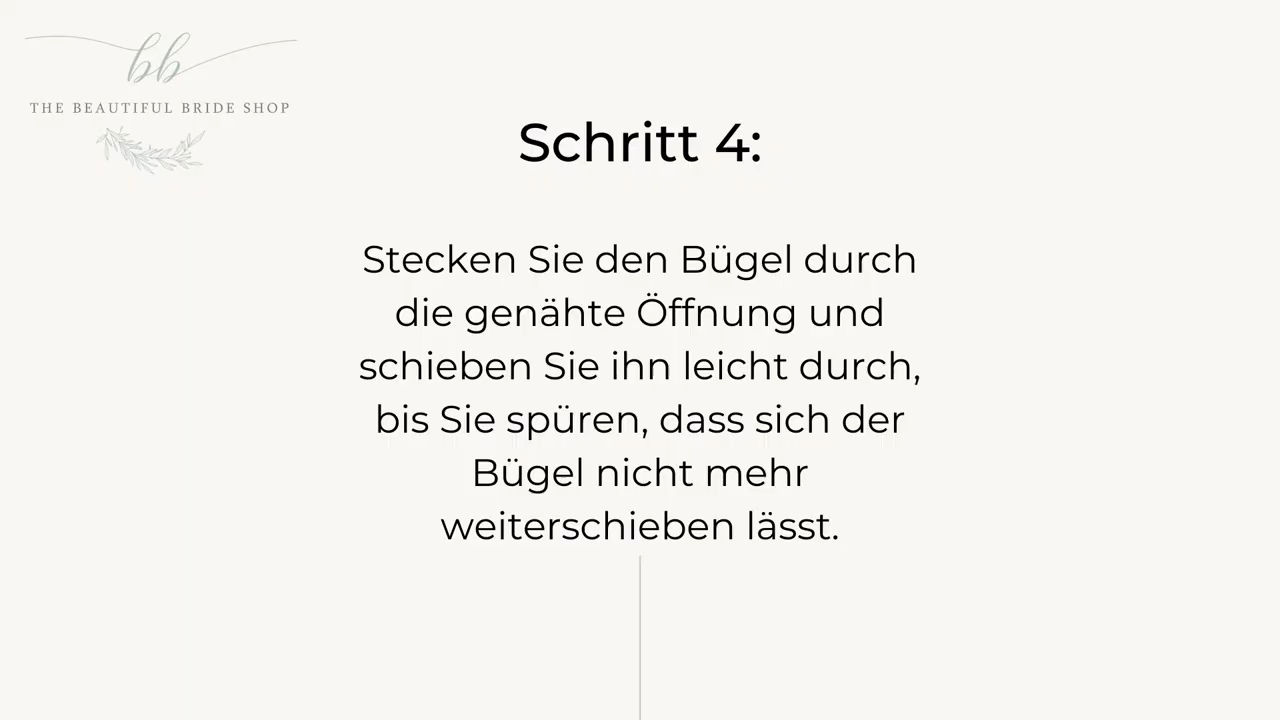 bb
THE BEAUTIFUL BRIDE SHOP
Schritt 4:
Stecken Sie den Bügel durch
die genähte Öffnung und
schieben Sie ihn leicht durch,
bis Sie spüren, dass sich der
Bügel nicht mehr
weiterschieben lässt.